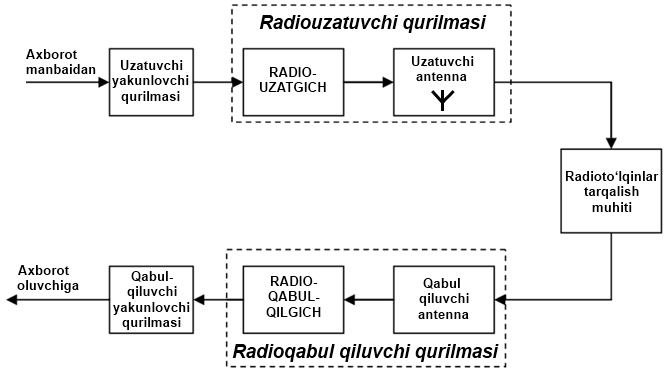 Radiouzatuvchi qurilmasi
Axborot
manbaidan
Uzatuvchi
yakunlovchi
qurilmasi
RADIO-
UZATGICH
Uzatuvchi
antenna
Radioto‘lqinlar
tarqalish
muhiti
Axborot
oluvchiga
Qabul-
qiluvchi
yakunlovchi
qurilmasi
RADIO-
QABUL-
QILGICH
Qabul
qiluvchi
antenna
Radioqabul qiluvchi qurilmasi